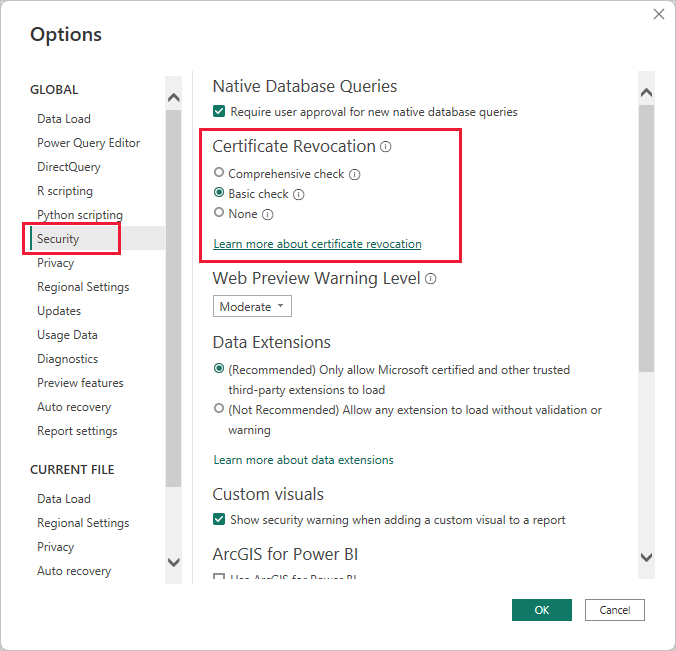 Options
GLOBAL
Data Load
Power Query Editor
DirectQuery
R scripting
Python scripting
Security
Privacy
Regional Settings
Updates
Usage Data
Diagnostics
Preview features
Auto recovery
Report settings
CURRENT FILE
Data Load
Regional Settings
Privacy
Auto recovery
Native Database Queries
Require user approval for new native database queries
Certificate Revocation
Comprehensive check
Basic check
None
Learn more about certificate revocation
Web Preview Warning Level
Moderate
Data Extensions
(Recommended) Only allow Microsoft certified and other trusted
third-party extensions to load
(Not Recommended) Allow any extension to load without validation or
warning
Learn more about data extensions
Custom visuals
Show security warning when adding a custom visual to a report
ArcGIS for Power BI
Use ArcGIS for Power BI
OK
Cancel